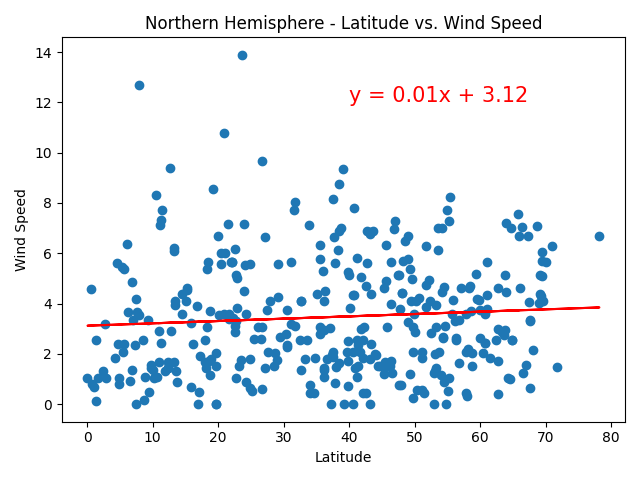 Northern Hemisphere - Latitude vs. Wind Speed
14
12
10
8
6
4
2
0
Wind Speed
y = 0.01x + 3.12
0 10 20 30 40 50 60 70 80
Latitude